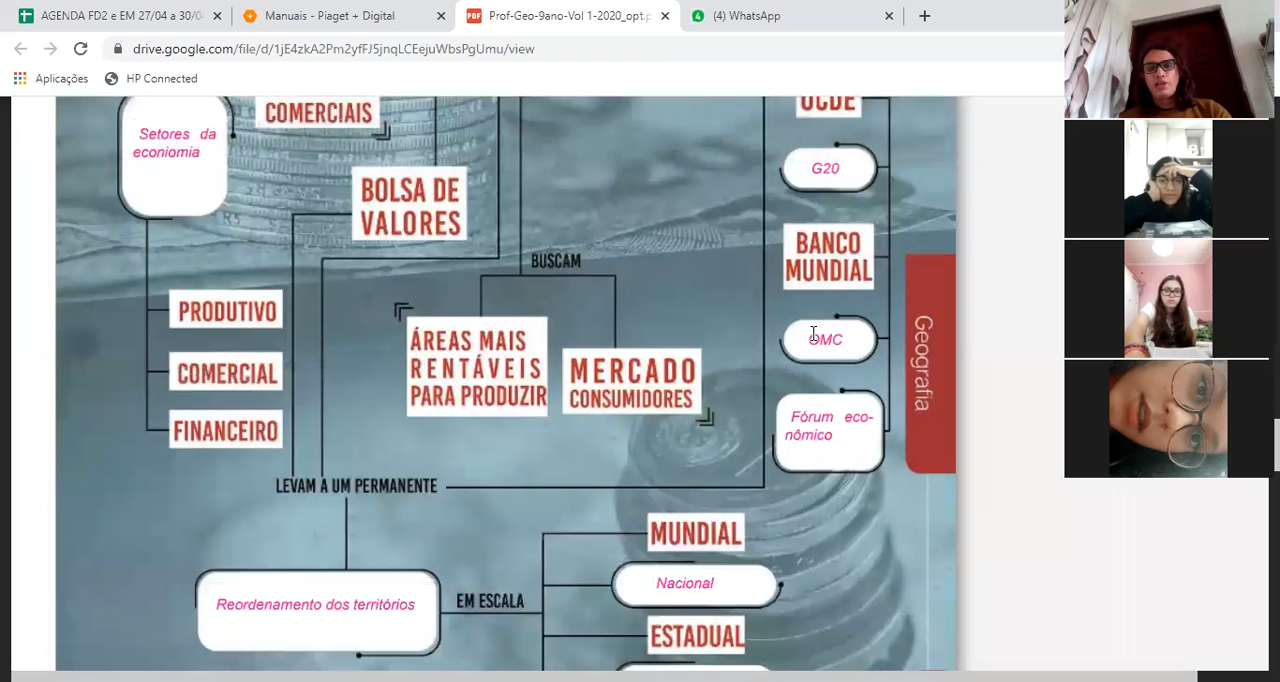 AGENDA FD2 e EM 27/04 a 30/04
Manuais - Piaget + Digital
Prof-Geo-9ano-Vol 1-2020_opt.p
(4) WhatsApp
drive.google.com/file/d/1jE4zkA2Pm2yfFJ5jnqLCEejuWbsPgUmu/view
Aplicações
HP Connected
COMERCIAIS
OCDE
Setores da
econiomia
BOLSA DE
VALORES
G20
BUSCAM
BANCO
MUNDIAL
PRODUTIVO
ÁREAS MAIS
RENTÁVEIS
PARA PRODUZIR
MERCADO
CONSUMIDORES
OMC
Geografia
COMERCIAL
FINANCEIRO
Fórum eco-
nômico
LEVAM A UM PERMANENTE
MUNDIAL
Nacional
Reordenamento dos territórios
EM ESCALA
ESTADUAL